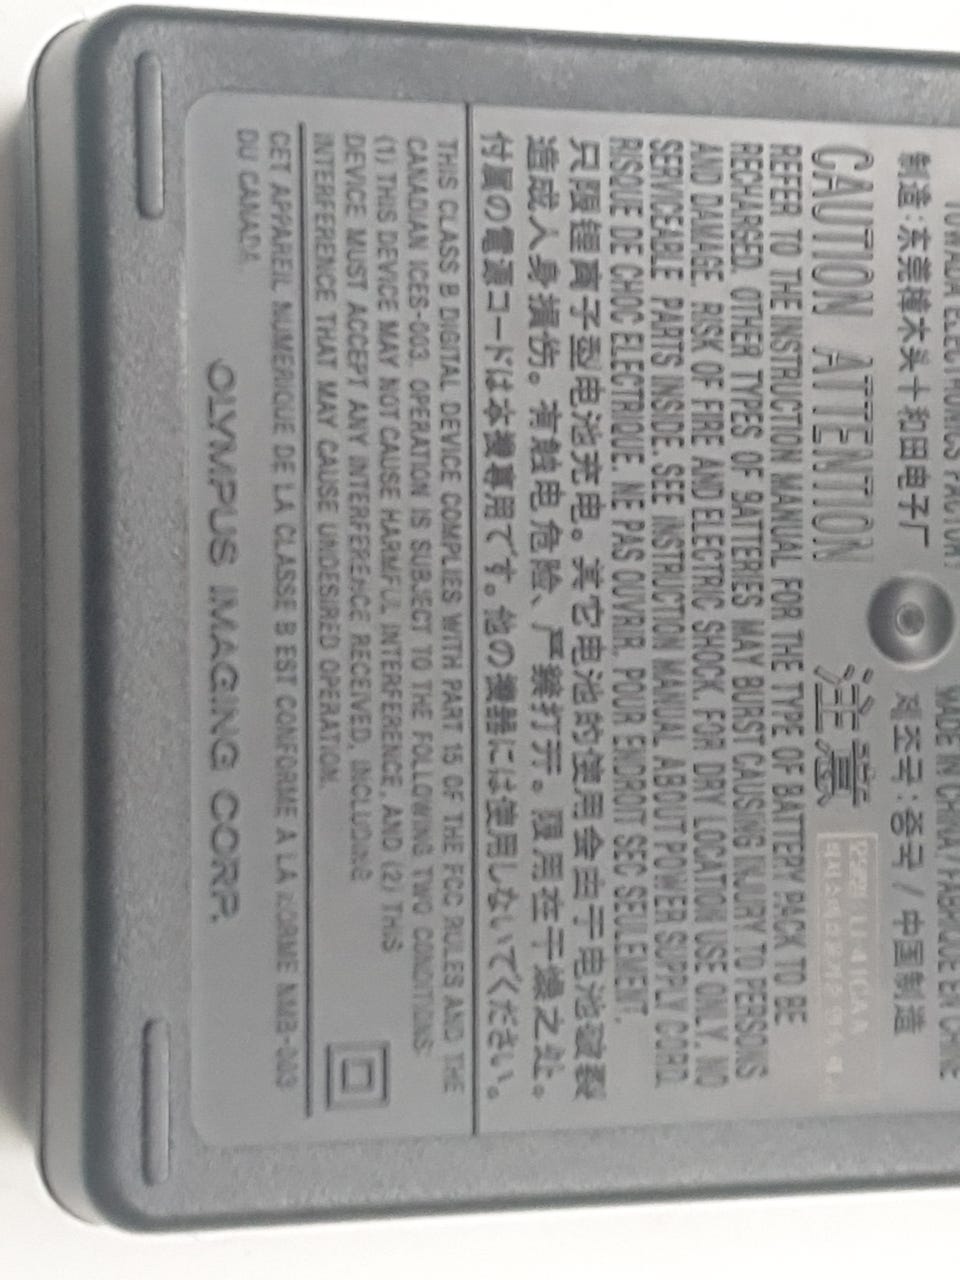 TOWADA ELECTRONICS FACTORY MADE IN CHINA / FABRIQUE EN CHINE
制造:东莞樟木头十和田电子厂 제조국:중국 / 中国制造
CAUTION ATTENTION 注意
REFER TO THE INSTRUCTION MANUAL FOR THE TYPE OF BATTERY PACK TO BE
RECHARGED. OTHER TYPES OF BATTERIES MAY BURST CAUSING INJURY TO PERSONS
AND DAMAGE. RISK OF FIRE AND ELECTRIC SHOCK. FOR DRY LOCATION USE ONLY. NO
SERVICEABLE PARTS INSIDE. SEE INSTRUCTION MANUAL ABOUT POWER SUPPLY CORD.
RISQUE DE CHOC ELECTRIQUE. NE PAS OUVRIR. POUR ENDROIT SEC SEULEMENT.
只限锂离子型电池充电。其它电池的使用会由于电池破裂
造成人身损伤。有触电危险、严禁打开。限用在干燥之处。
付属の電源コードは本機専用です。他の機器には使用しないでください。
THIS CLASS B DIGITAL DEVICE COMPLIES WITH PART 15 OF THE FCC RULES AND THE
CANADIAN ICES-003. OPERATION IS SUBJECT TO THE FOLLOWING TWO CONDITIONS:
(1) THIS DEVICE MAY NOT CAUSE HARMFUL INTERFERENCE, AND (2) THIS
DEVICE MUST ACCEPT ANY INTERFERENCE RECEIVED, INCLUDING
INTERFERENCE THAT MAY CAUSE UNDESIRED OPERATION.
CET APPAREIL NUMERIQUE DE LA CLASSE B EST CONFORME A LA NORME NMB-003
DU CANADA.
OLYMPUS IMAGING CORP.